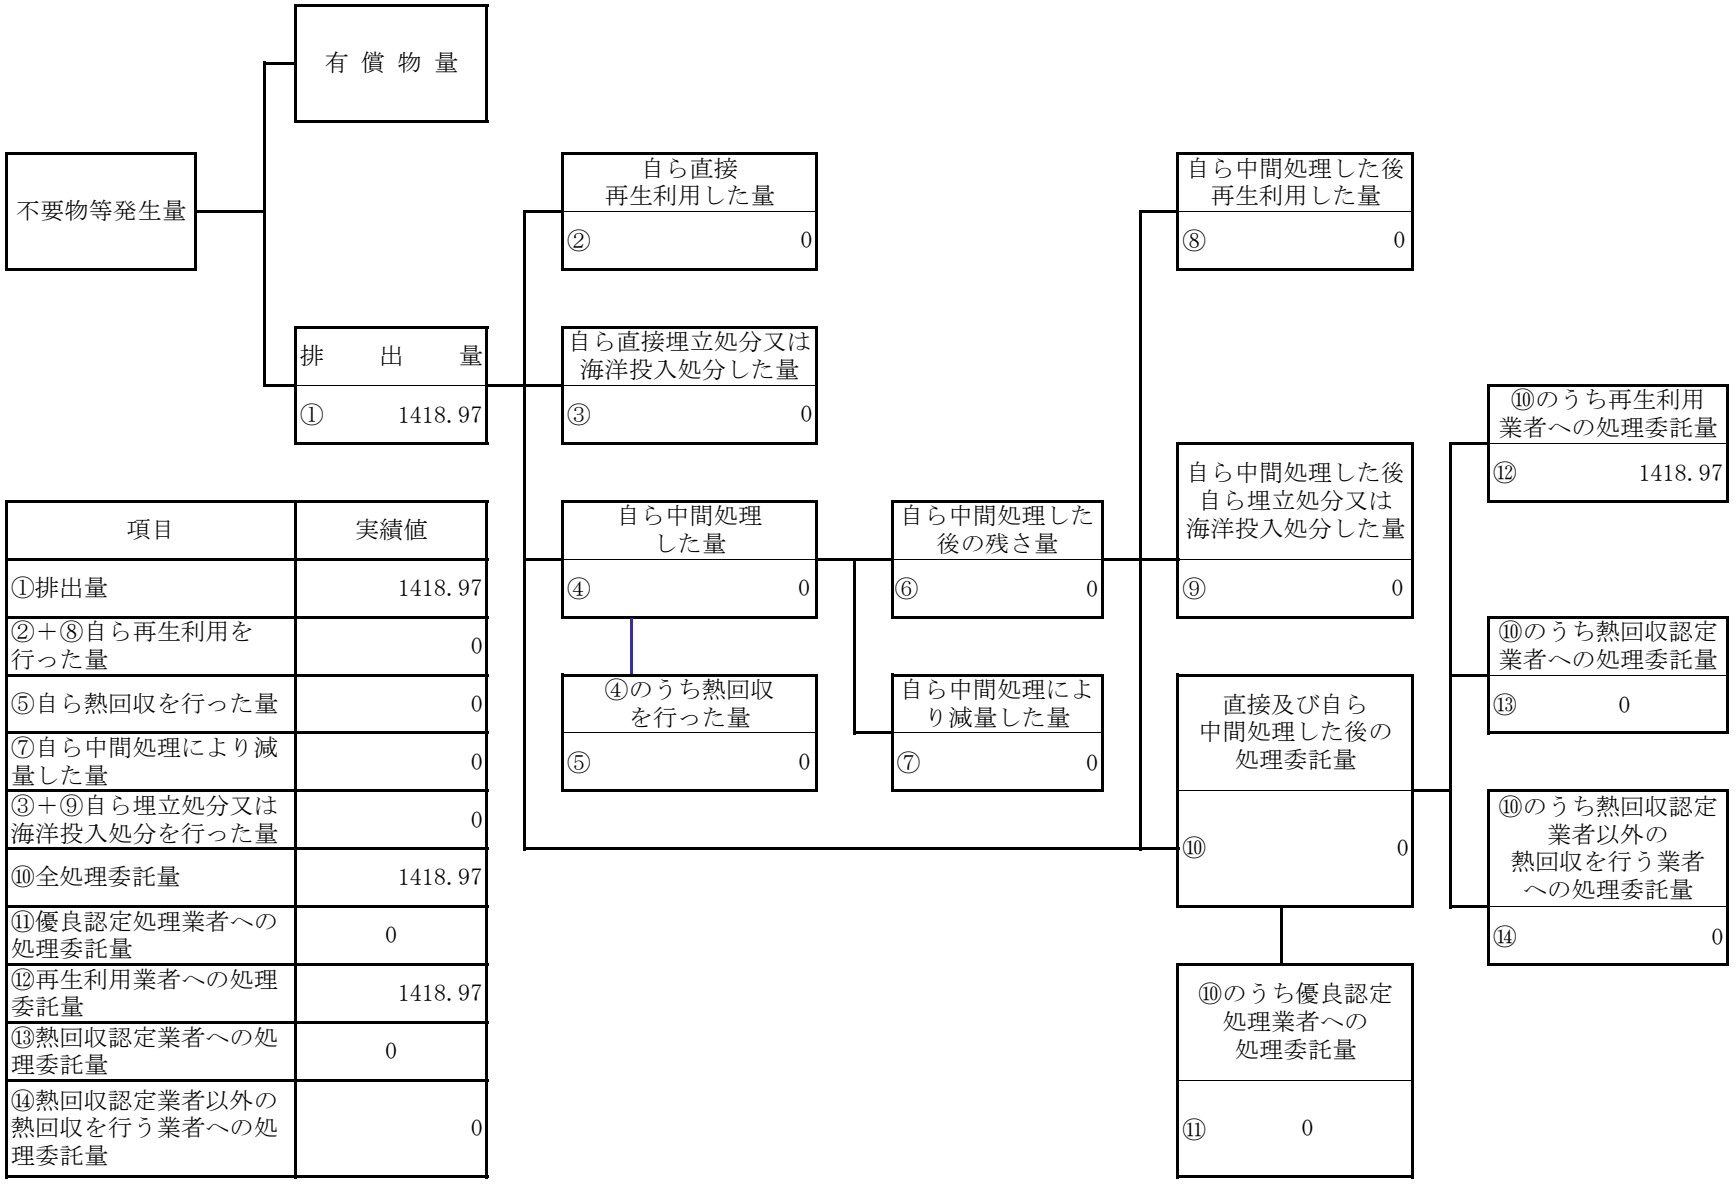 有償物量
不要物等発生量
自ら直接
再生利用した量
② 0
自ら中間処理した後
再生利用した量
⑧ 0
排出量
① 1418.97
自ら直接埋立処分又は
海洋投入処分した量
③ 0
⑩のうち再生利用
業者への処理委託量
⑫ 1418.97
自ら中間処理
した量
④ 0
自ら中間処理した
後の残さ量
⑥ 0
自ら中間処理した後
自ら埋立処分又は
海洋投入処分した量
⑨ 0
⑩のうち熱回収認定
業者への処理委託量
⑬ 0
④のうち熱回収
を行った量
⑤ 0
自ら中間処理によ
り減量した量
⑦ 0
直接及び自ら
中間処理した後の
処理委託量
⑩ 0
⑩のうち熱回収認定
業者以外の
熱回収を行う業者
への処理委託量
⑭ 0
⑩のうち優良認定
処理業者への
処理委託量
⑪ 0
項目 実績値
①排出量 1418.97
②+⑧自ら再生利用を
行った量 0
⑤自ら熱回収を行った量 0
⑦自ら中間処理により減
量した量 0
③+⑨自ら埋立処分又は
海洋投入処分を行った量 0
⑩全処理委託量 1418.97
⑪優良認定処理業者への
処理委託量 0
⑫再生利用業者への処理
委託量 1418.97
⑬熱回収認定業者への処
理委託量 0
⑭熱回収認定業者以外の
熱回収を行う業者への処
理委託量 0